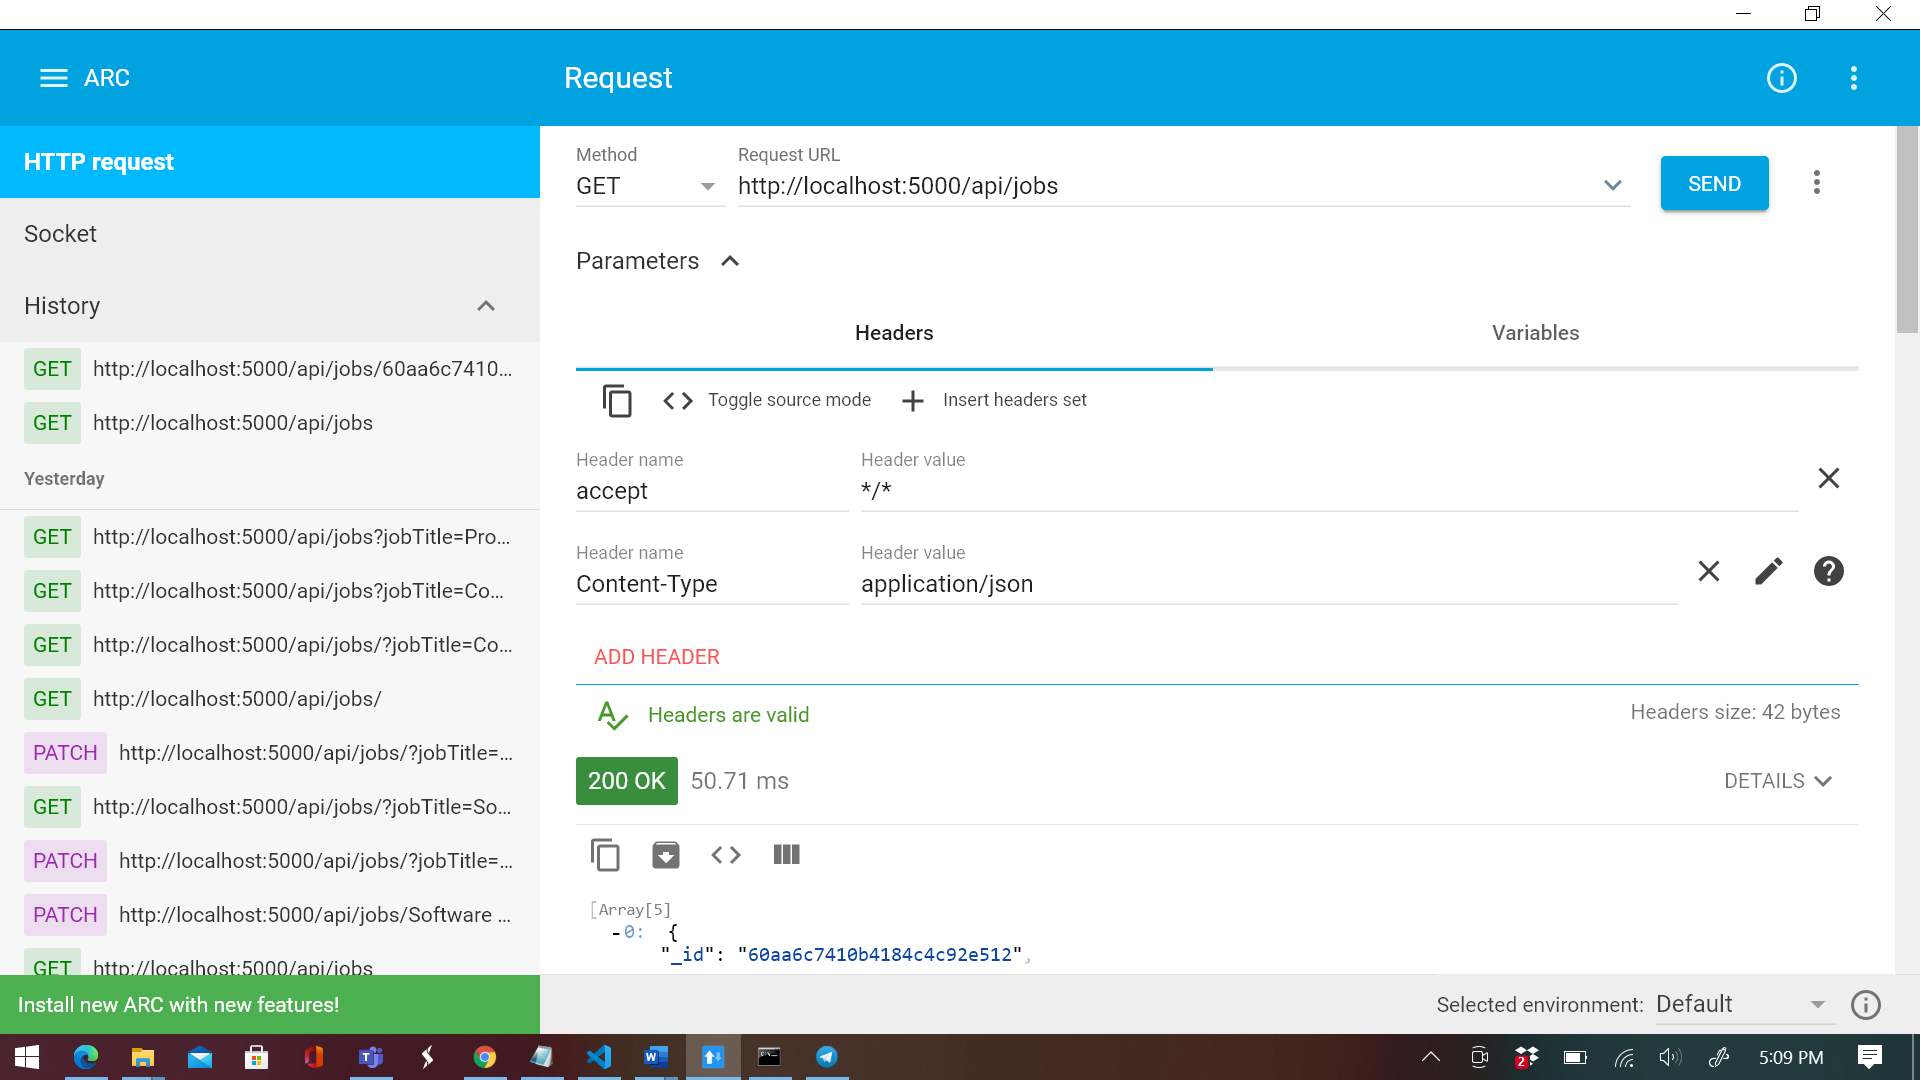 ARC
Request
HTTP request
Socket
History
GET http://localhost:5000/api/jobs/60aa6c7410...
GET http://localhost:5000/api/jobs
Yesterday
GET http://localhost:5000/api/jobs?jobTitle=Pro...
GET http://localhost:5000/api/jobs?jobTitle=Co...
GET http://localhost:5000/api/jobs/?jobTitle=Co...
GET http://localhost:5000/api/jobs/
PATCH http://localhost:5000/api/jobs/?jobTitle=...
GET http://localhost:5000/api/jobs/?jobTitle=So...
PATCH http://localhost:5000/api/jobs/?jobTitle=...
PATCH http://localhost:5000/api/jobs/Software ...
GET http://localhost:5000/api/jobs
Install new ARC with new features!
Method
GET
Request URL
http://localhost:5000/api/jobs
SEND
Parameters
Headers
Variables
Toggle source mode
Insert headers set
Header name
accept
Header value
*/*
Header name
Content-Type
Header value
application/json
ADD HEADER
Headers are valid
Headers size: 42 bytes
200 OK 50.71 ms
DETAILS
[Array[5]
-0: {
"_id": "60aa6c7410b4184c4c92e512",
Selected environment: Default
2
5:09 PM